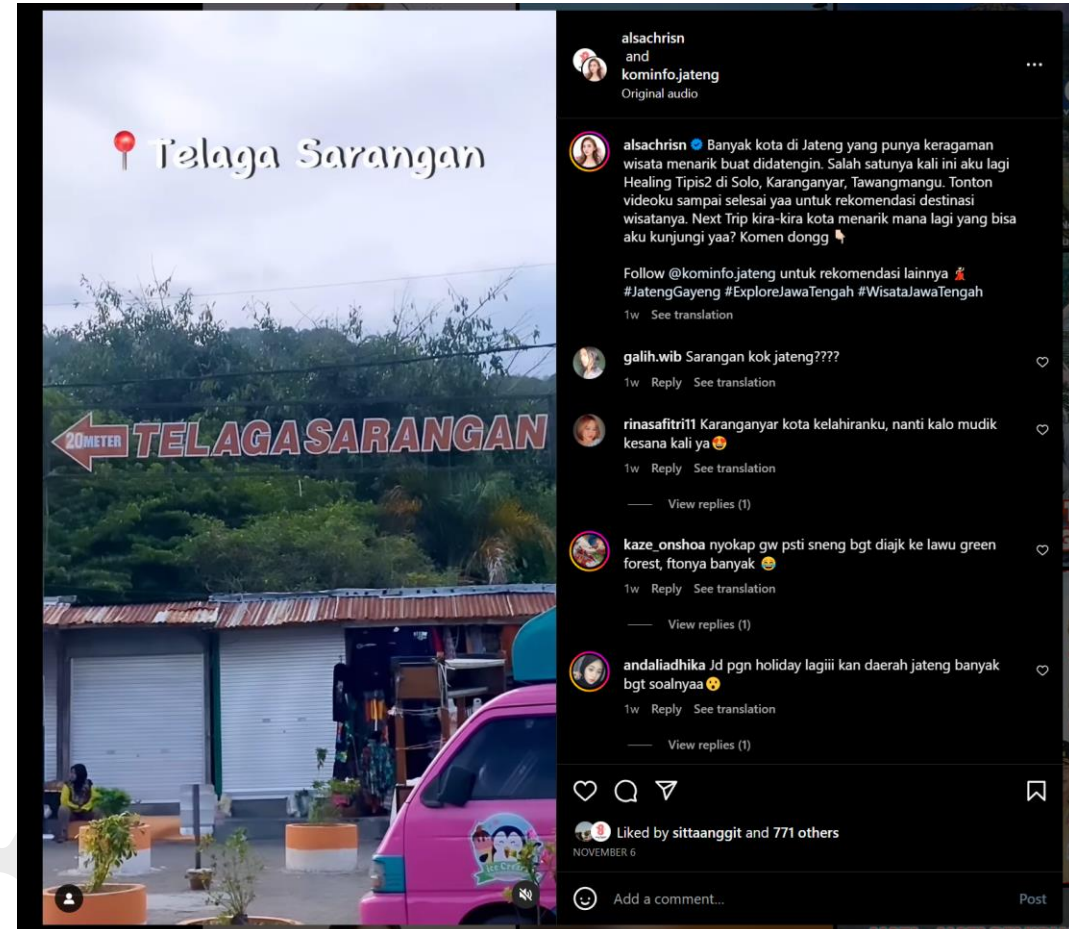 Telaga Sarangan
20METER TELAGASARANGAN
Ice Cream
alsachrisn
and
kominfo.jateng
Original audio
alsachrisn Banyak kota di Jateng yang punya keragaman
wisata menarik buat didatengin. Salah satunya kali ini aku lagi
Healing Tipis2 di Solo, Karanganyar, Tawangmangu. Tonton
videoku sampai selesai yaa untuk rekomendasi destinasi
wisatanya. Next Trip kira-kira kota menarik mana lagi yang bisa
aku kunjungi yaa? Komen dongg 👇🏻
Follow @kominfo.jateng untuk rekomendasi lainnya 💃
#JatengGayeng #ExploreJawaTengah #WisataJawaTengah
1w See translation
galih.wib Sarangan kok jateng????
1w Reply See translation
rinasafitri11 Karanganyar kota kelahiranku, nanti kalo mudik
kesana kali ya😍
1w Reply See translation
View replies (1)
kaze_onshoa nyokap gw psti sneng bgt diajk ke lawu green
forest, ftonya banyak 😂
1w Reply See translation
View replies (1)
andaliadhika Jd pgn holiday lagiii kan daerah jateng banyak
bgt soalnyaa😮
1w Reply See translation
View replies (1)
Liked by sittaanggit and 771 others
NOVEMBER 6
Add a comment...
Post